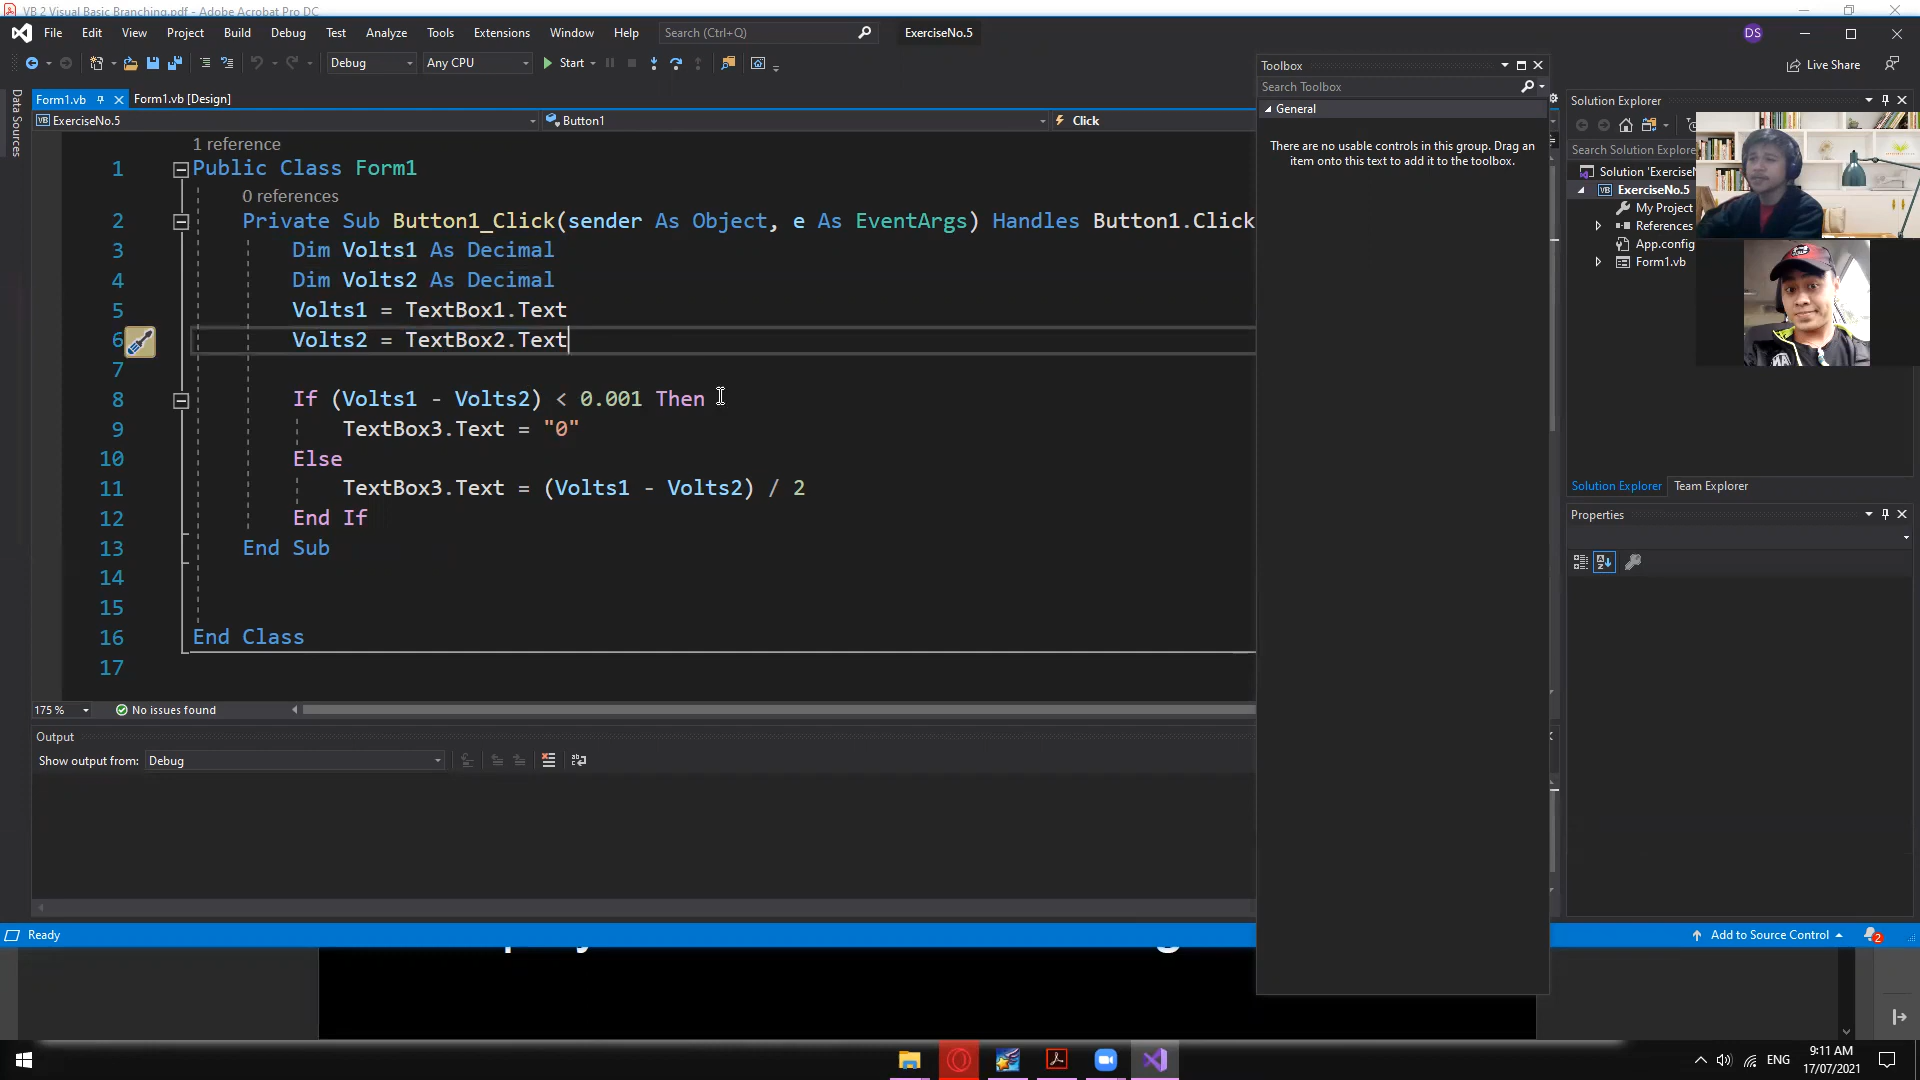 VB 2 Visual Basic Branching.pdf - Adobe Acrobat Pro DC
File Edit View Project Build Debug Test Analyze Tools Extensions Window Help Search (Ctrl+Q) ExerciseNo.5 DS
Debug Any CPU Start Live Share
Form1.vb Form1.vb [Design]
Data Sources
ExerciseNo.5 Button1 Click
1 reference
1 Public Class Form1
0 references
2 Private Sub Button1_Click(sender As Object, e As EventArgs) Handles Button1.Click
3 Dim Volts1 As Decimal
4 Dim Volts2 As Decimal
5 Volts1 = TextBox1.Text
6 Volts2 = TextBox2.Text
7
8 If (Volts1 - Volts2) < 0.001 Then
9 TextBox3.Text = "0"
10 Else
11 TextBox3.Text = (Volts1 - Volts2) / 2
12 End If
13 End Sub
14
15
16 End Class
17
175 % No issues found
Output
Show output from: Debug
Ready
Toolbox
Search Toolbox
General
There are no usable controls in this group. Drag an
item onto this text to add it to the toolbox.
Solution Explorer
Search Solution Explorer
Solution 'Exercise
ExerciseNo.5
My Project
References
App.config
Form1.vb
Solution Explorer Team Explorer
Properties
Add to Source Control 2
ENG
9:11 AM
17/07/2021